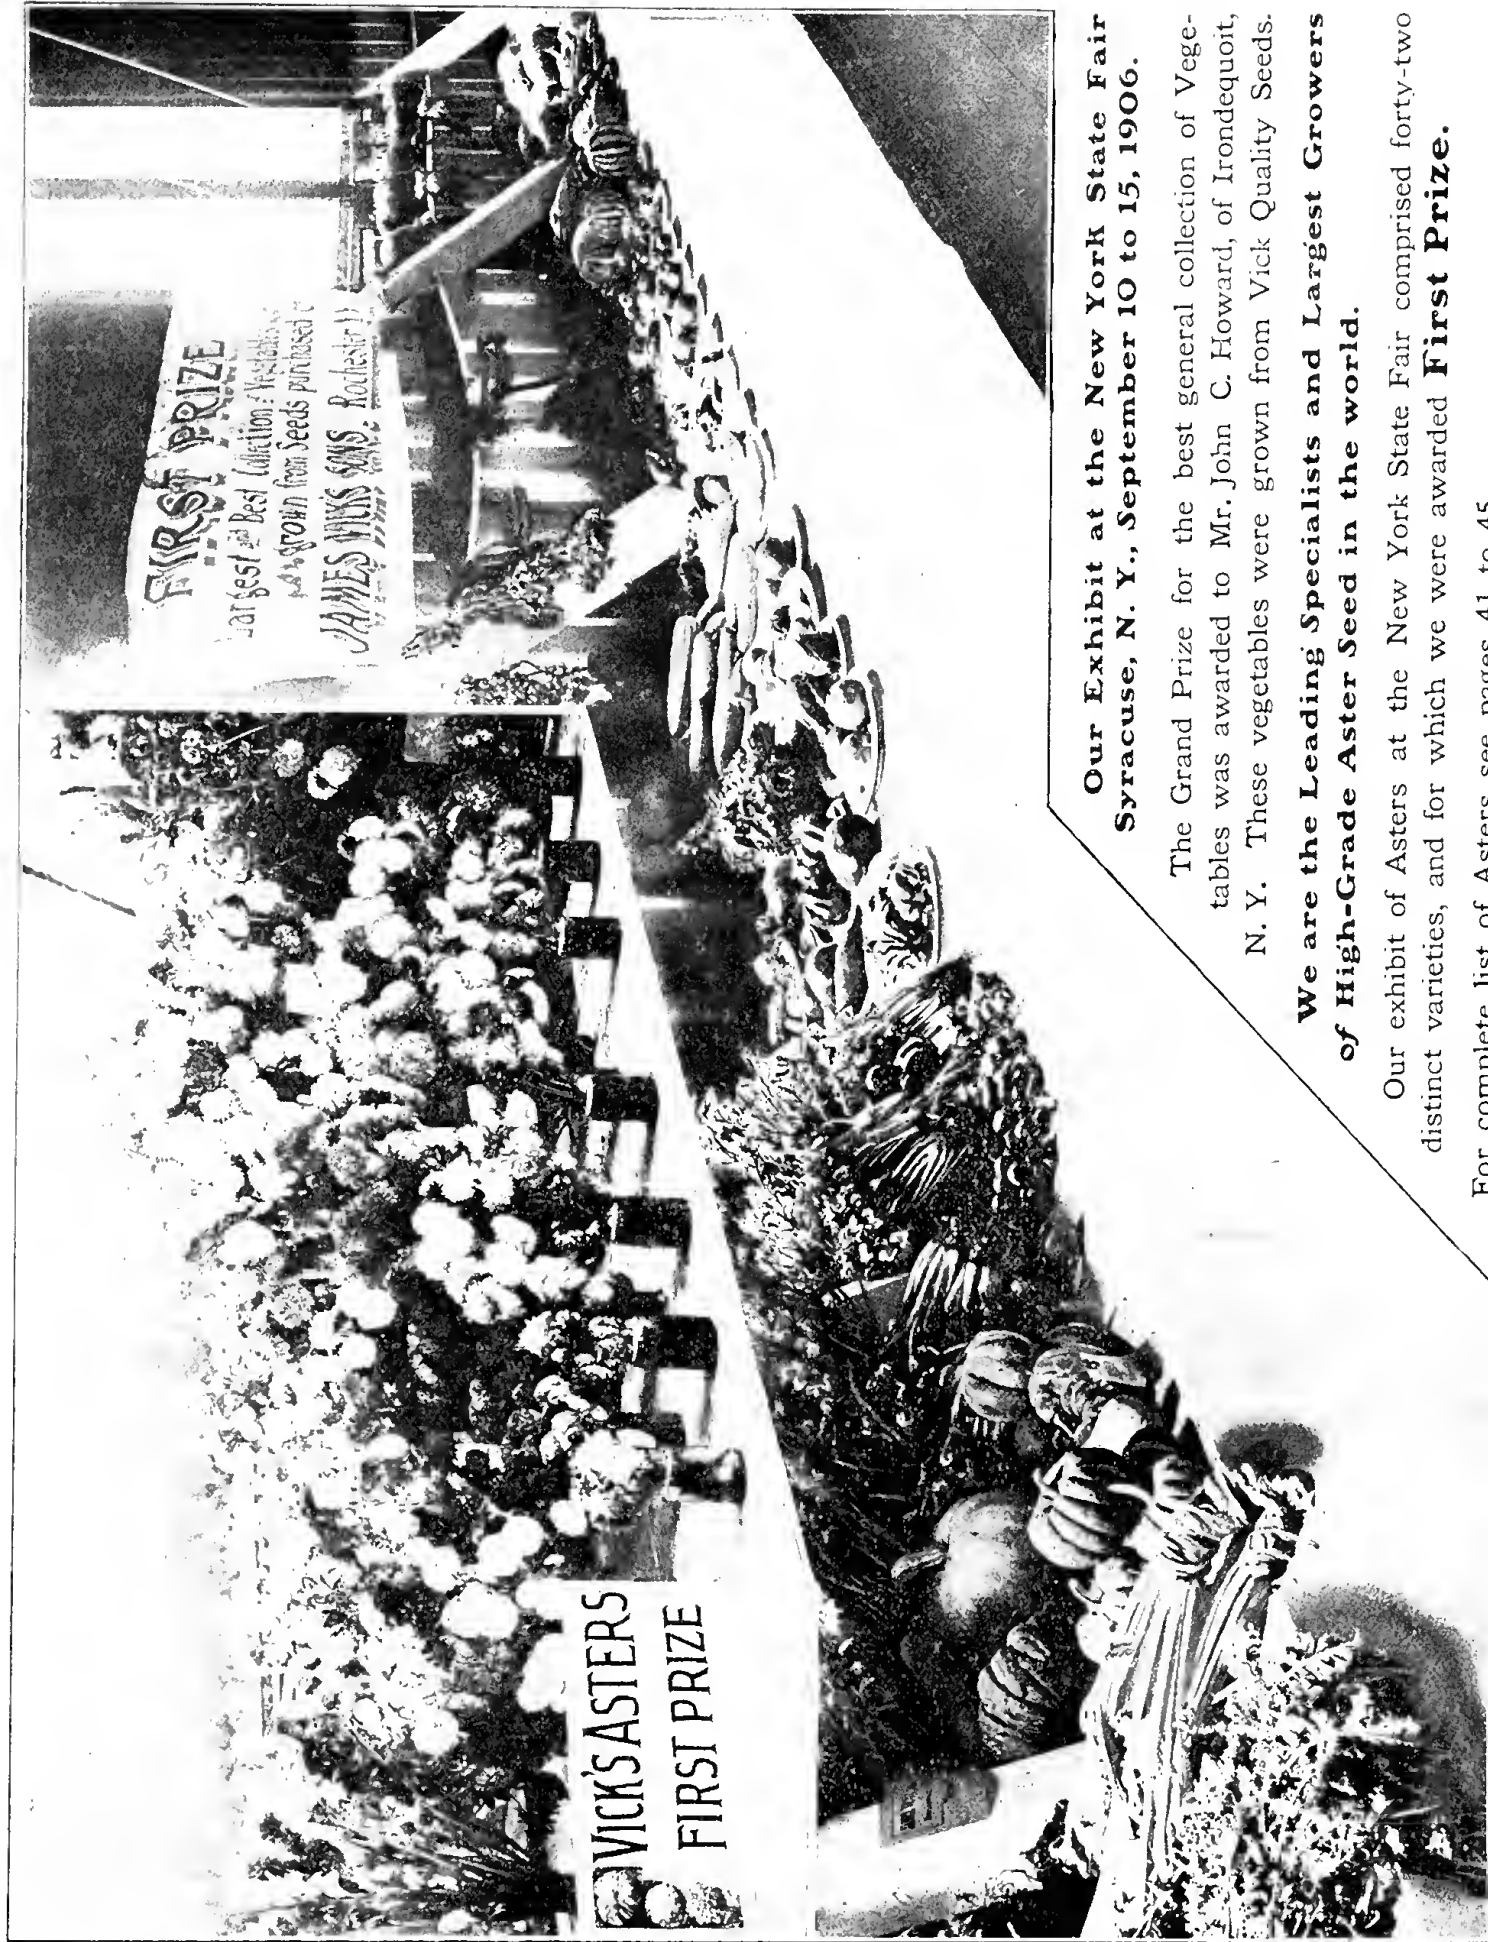 VICK'S ASTERS
FIRST PRIZE
FIRST PRIZE
Largest and Best Collection of Vegetables
grown from Seeds purchased
JAMES VICKS SONS. Rochester
Our Exhibit at the New York State Fair
Syracuse, N. Y., September 10 to 15, 1906.
The Grand Prize for the best general collection of Vege-
tables was awarded to Mr. John C. Howard, of Irondequoit,
N. Y. These vegetables were grown from Vick Quality Seeds.
We are the Leading Specialists and Largest Growers
of High-Grade Aster Seed in the world.
Our exhibit of Asters at the New York State Fair comprised forty-two
distinct varieties, and for which we were awarded First Prize.
For complete list of Asters see pages 41 to 45